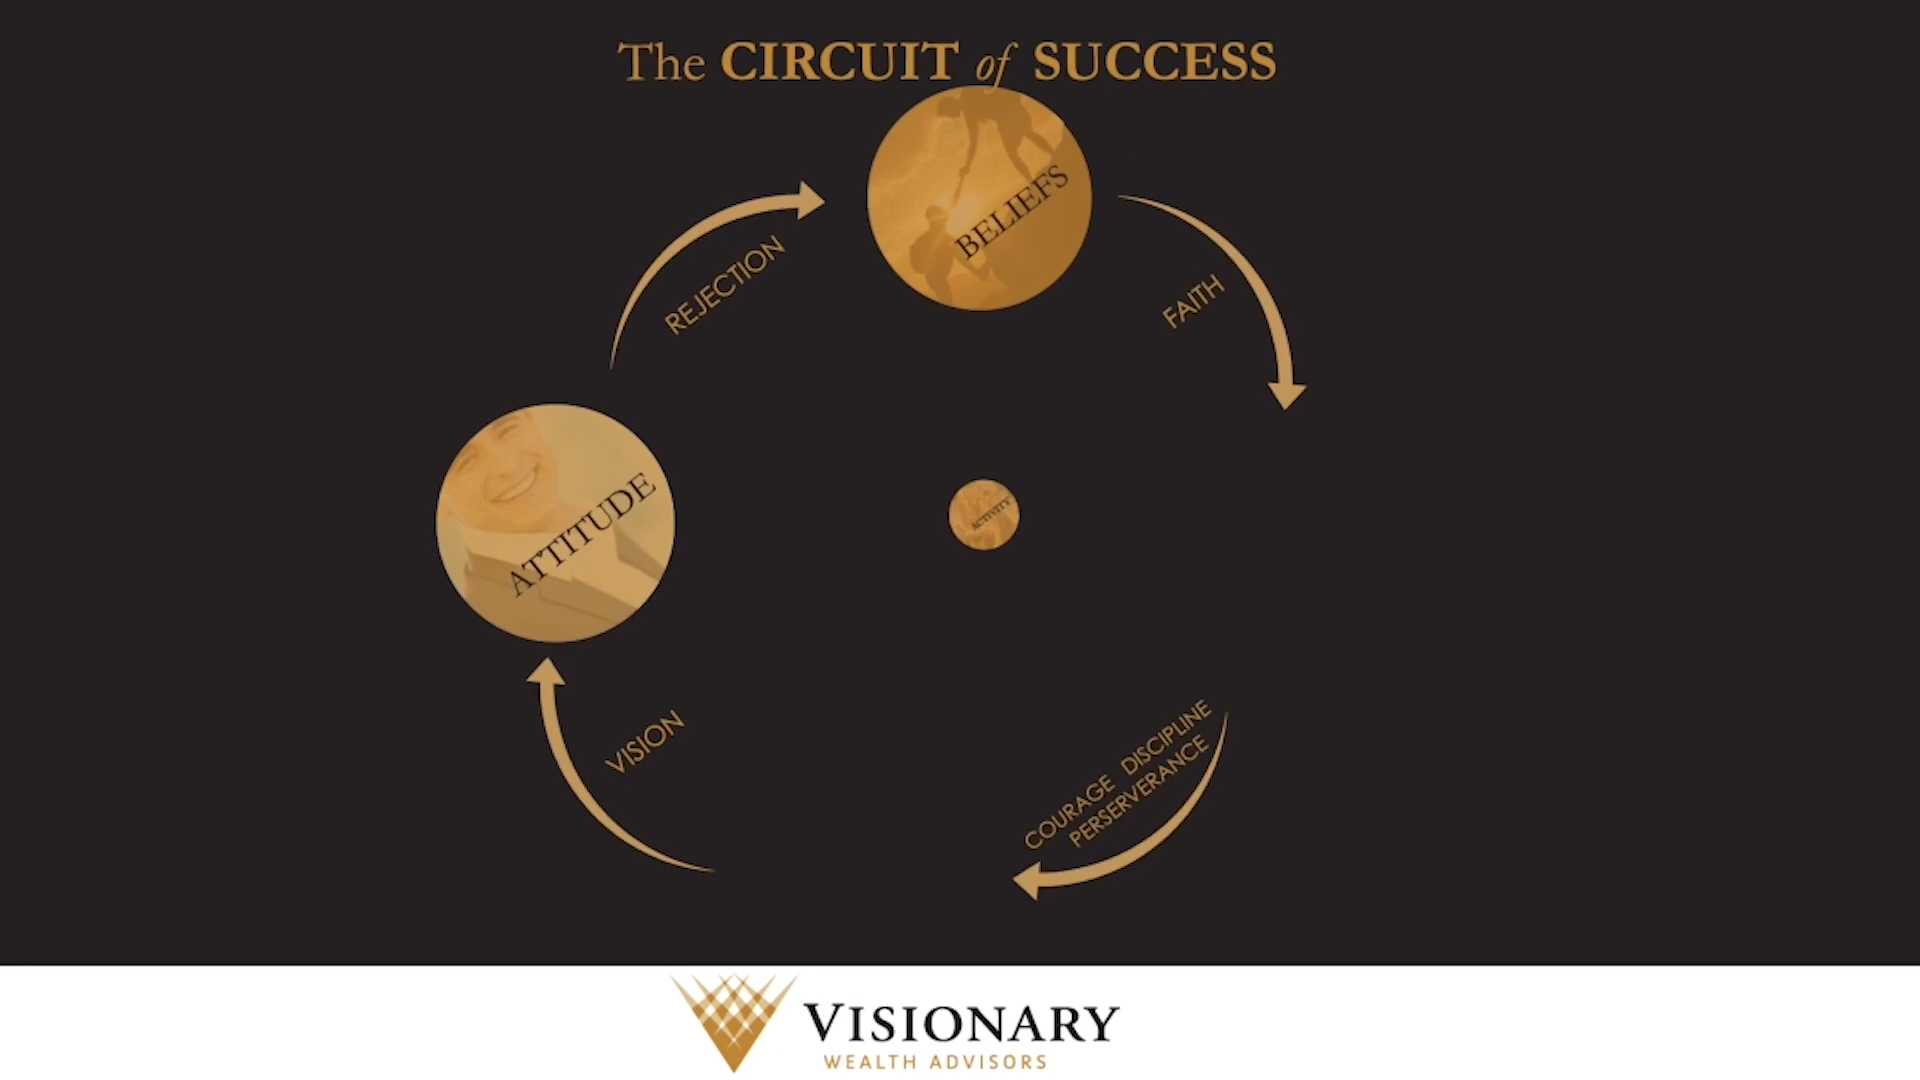 The CIRCUIT of SUCCESS
BELIEFS
REJECTION
FAITH
ATTITUDE
ACTIVITY
VISION
COURAGE DISCIPLINE
PERSERVERANCE
VISIONARY
WEALTH ADVISORS